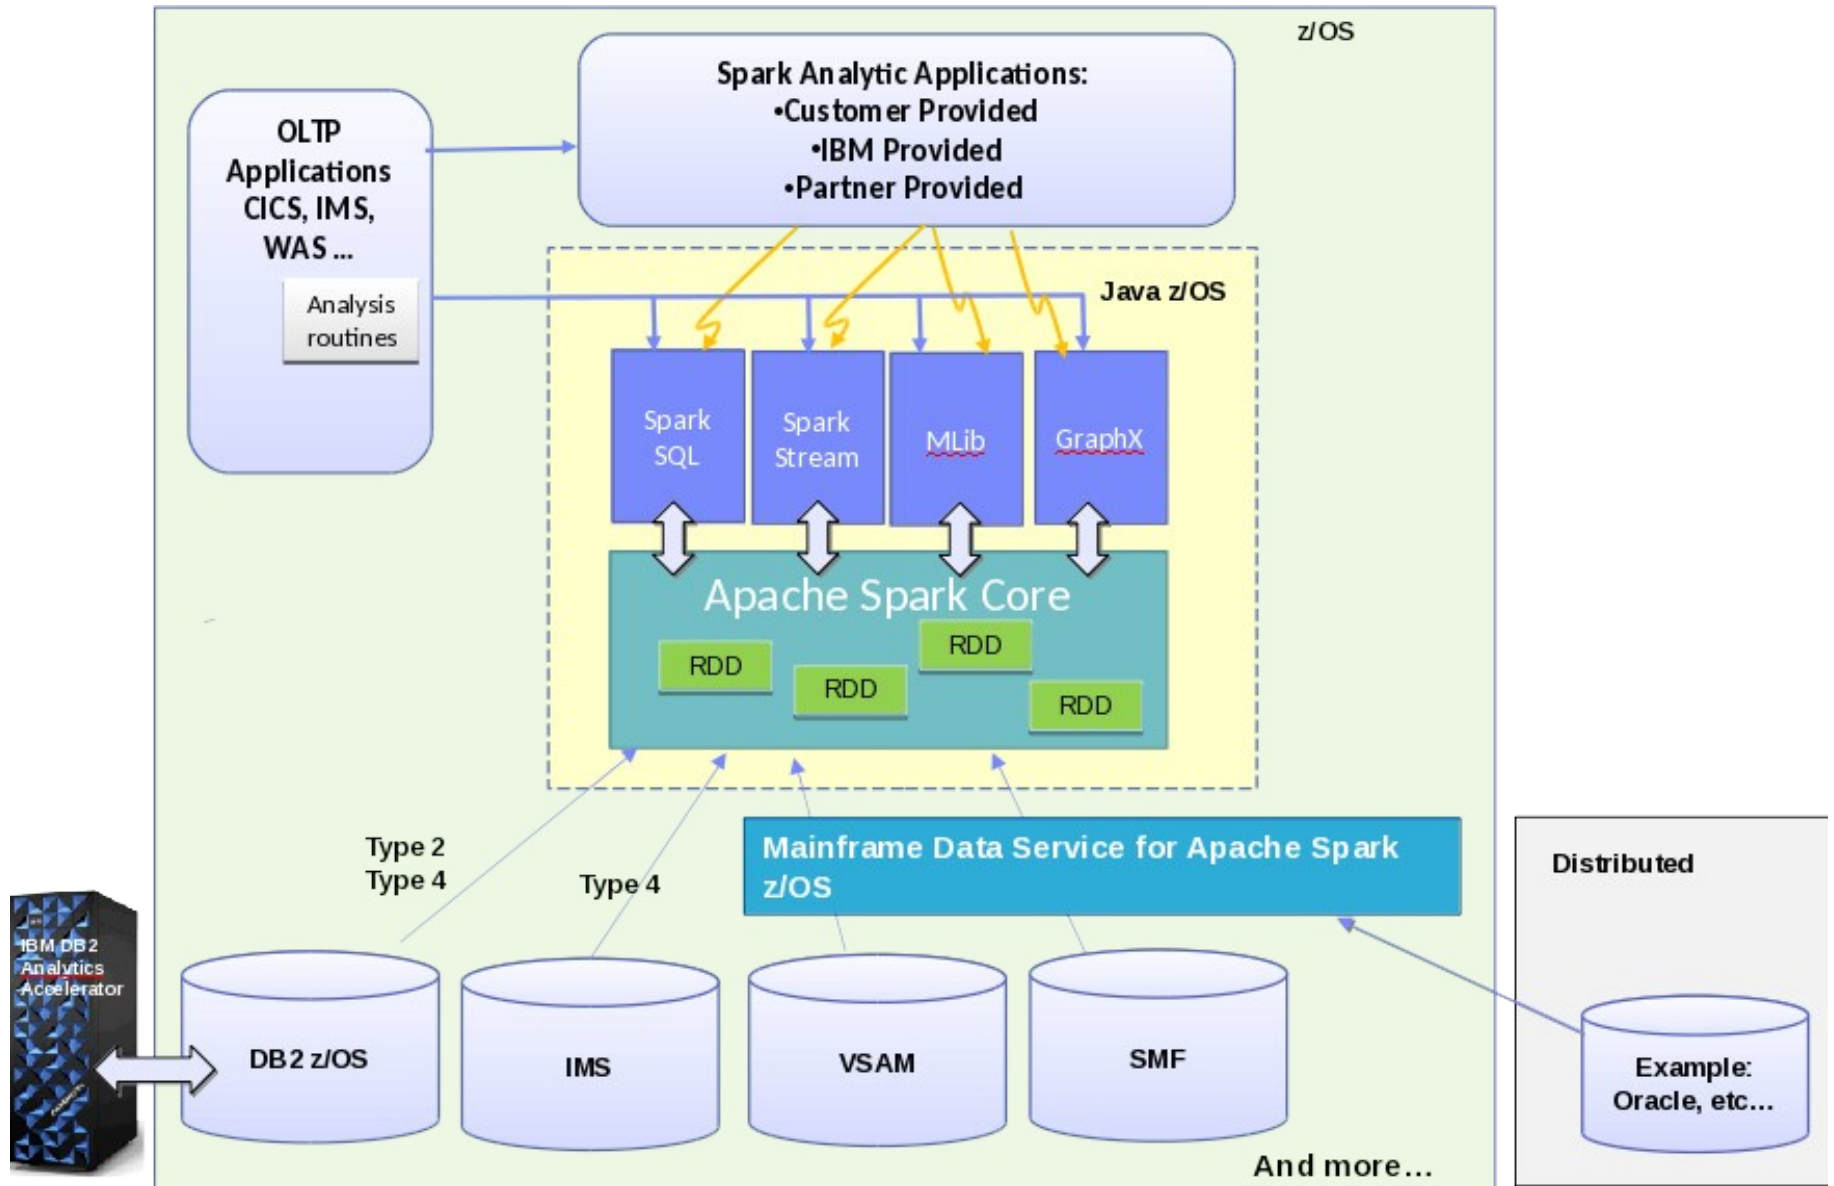 z/OS
Spark Analytic Applications:
•Customer Provided
•IBM Provided
•Partner Provided
OLTP
Applications
CICS, IMS,
WAS ...
Analysis
routines
Java z/OS
Spark
SQL
Spark
Stream
MLib
GraphX
Apache Spark Core
RDD
RDD
RDD
RDD
Type 2
Type 4
Type 4
Mainframe Data Service for Apache Spark
z/OS
Distributed
IBM DB2
Analytics
Accelerator
DB2 z/OS
IMS
VSAM
SMF
Example:
Oracle, etc...
And more...